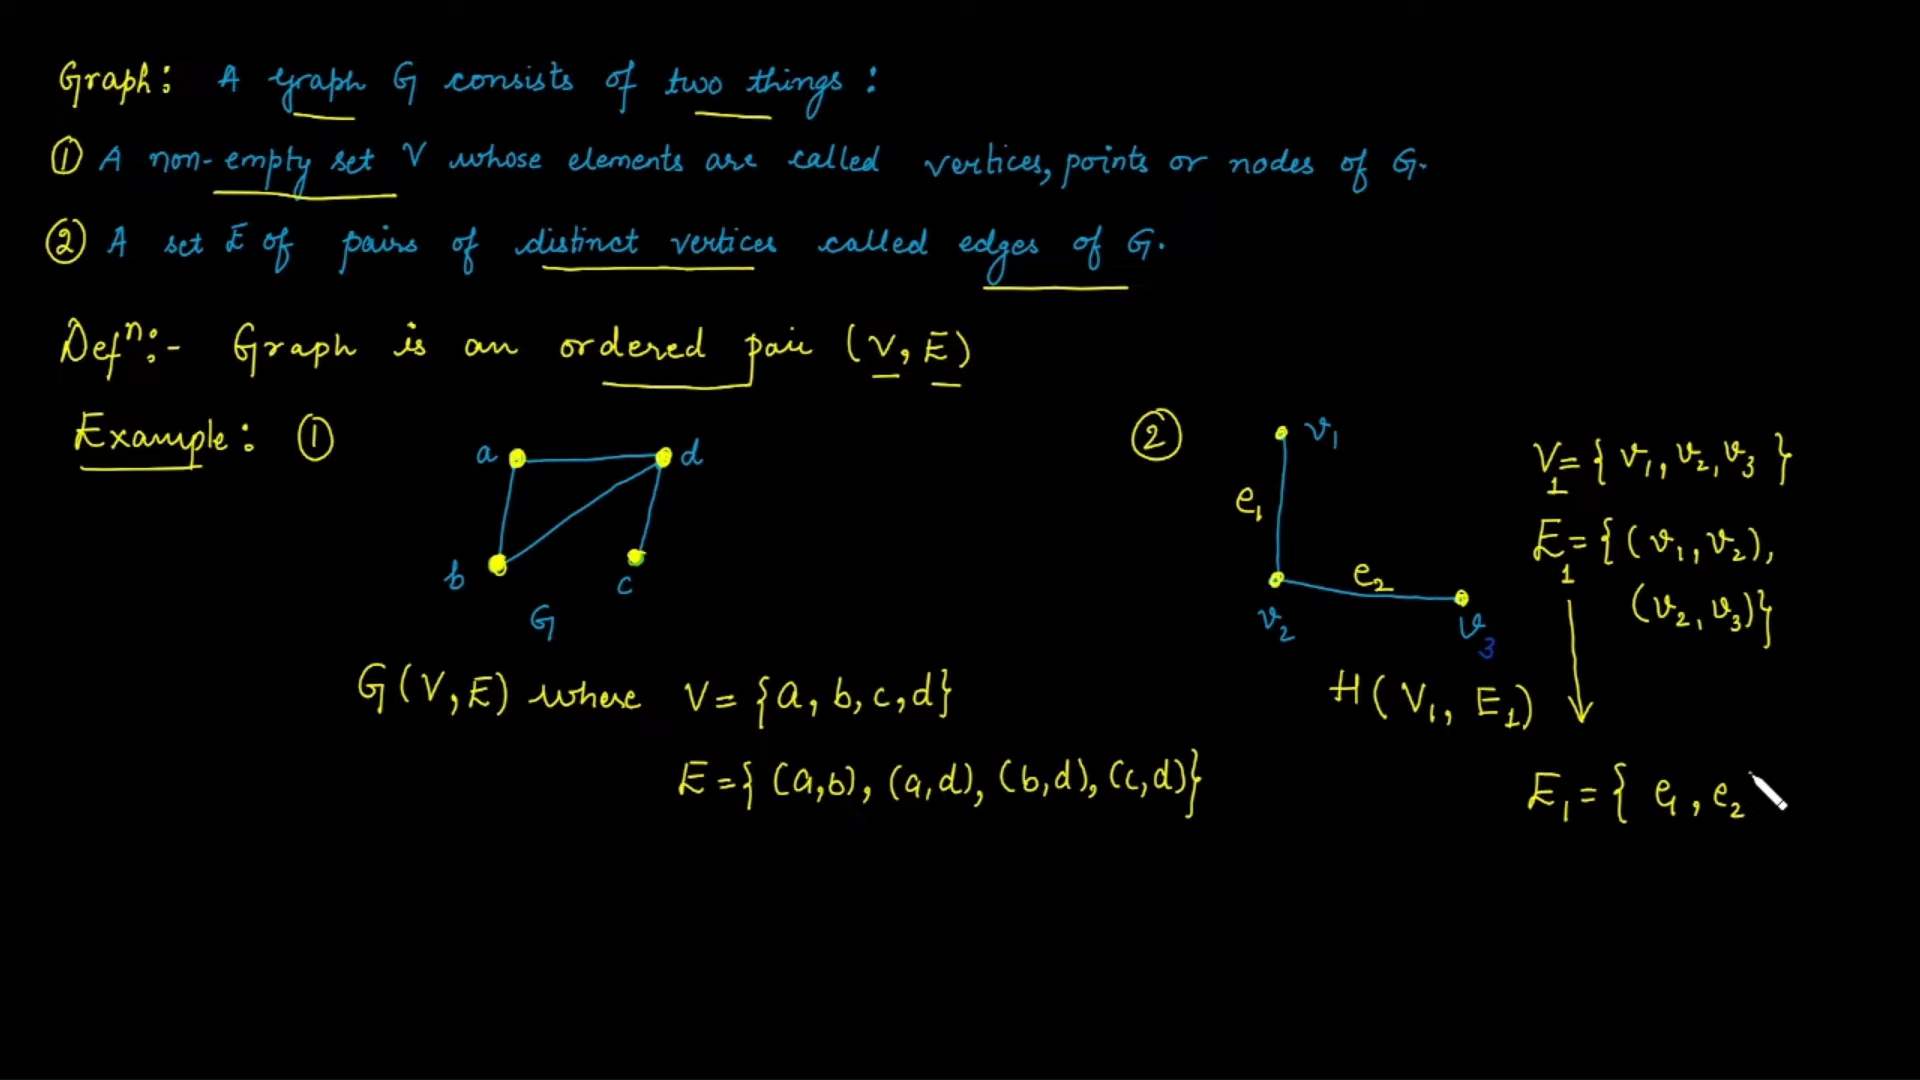 Graph: A graph G consists of two things:
① A non-empty set V whose elements are called vertices, points or nodes of G.
② A set E of pairs of distinct vertices called edges of G.
Defⁿ:- Graph is an ordered pair (V, E)
Example: ①
a d
b c
G
G(V, E) where V = {a, b, c, d}
E = { (a,b), (a,d), (b,d), (c,d)}
②
v₁
e₁
e₂
v₂ v₃
V₁ = { v₁, v₂, v₃ }
E₁ = { (v₁, v₂),
(v₂, v₃)}
H( V₁, E₁)
E₁ = { e₁, e₂